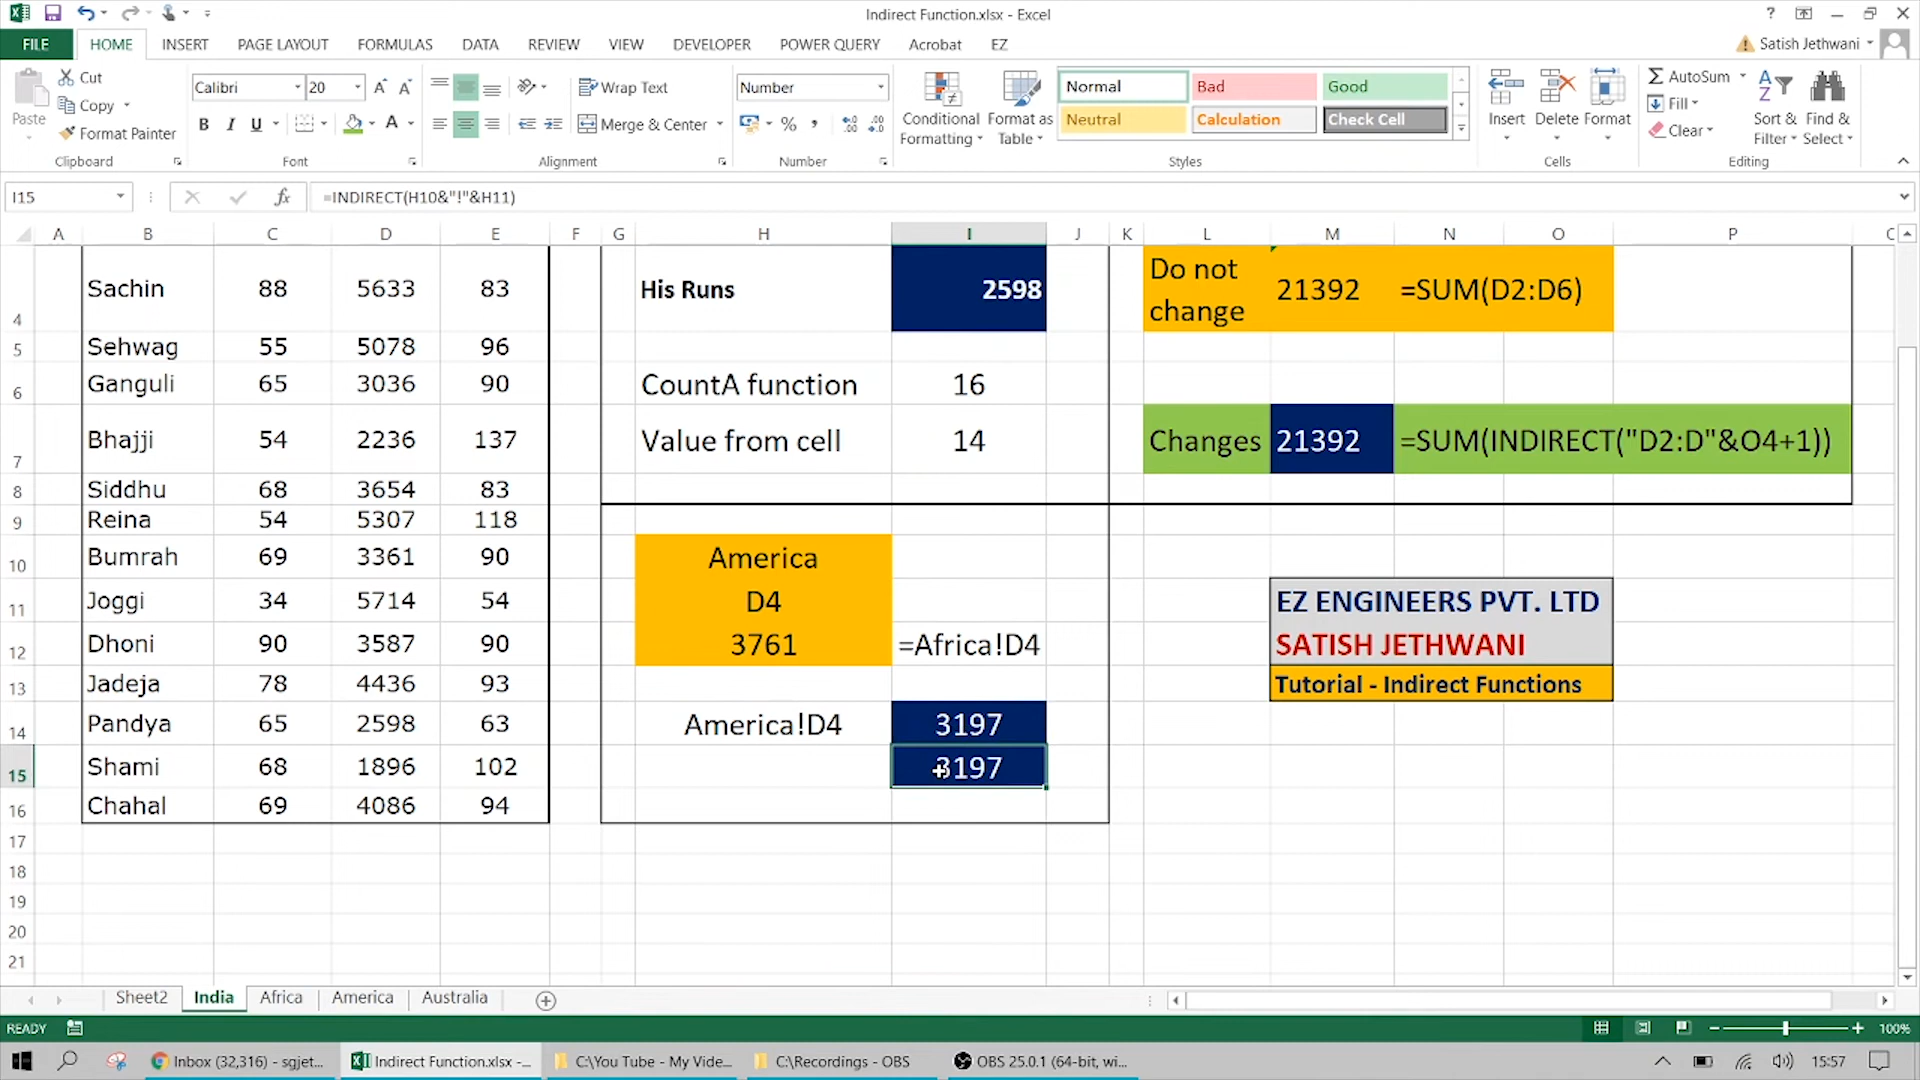 Indirect Function.xlsx - Excel
?
FILE HOME INSERT PAGE LAYOUT FORMULAS DATA REVIEW VIEW DEVELOPER POWER QUERY Acrobat EZ Satish Jethwani
Paste Cut Copy Format Painter Clipboard
Calibri 20 A A B I U A Font
Wrap Text Merge & Center Alignment
Number % , Number
Conditional Formatting Format as Table
Normal Bad Good
Neutral Calculation Check Cell
Styles
Insert Delete Format Cells
AutoSum Fill Clear Sort & Filter Find & Select Editing
I15 fx =INDIRECT(H10&"!"&H11)
A B C D E F G H I J K L M N O P
4 Sachin 88 5633 83 His Runs 2598 Do not change 21392 =SUM(D2:D6)
5 Sehwag 55 5078 96
6 Ganguli 65 3036 90 CountA function 16
7 Bhajji 54 2236 137 Value from cell 14 Changes 21392 =SUM(INDIRECT("D2:D"&O4+1))
8 Siddhu 68 3654 83
9 Reina 54 5307 118
10 Bumrah 69 3361 90 America
11 Joggi 34 5714 54 D4 EZ ENGINEERS PVT. LTD
12 Dhoni 90 3587 90 3761 =Africa!D4 SATISH JETHWANI
13 Jadeja 78 4436 93 Tutorial - Indirect Functions
14 Pandya 65 2598 63 America!D4 3197
15 Shami 68 1896 102 3197
16 Chahal 69 4086 94
17
18
19
20
21
Sheet2 India Africa America Australia
READY 100%
Inbox (32,316) - sgjet... Indirect Function.xlsx -... C:\You Tube - My Vide... C:\Recordings - OBS OBS 25.0.1 (64-bit, wi... 15:57